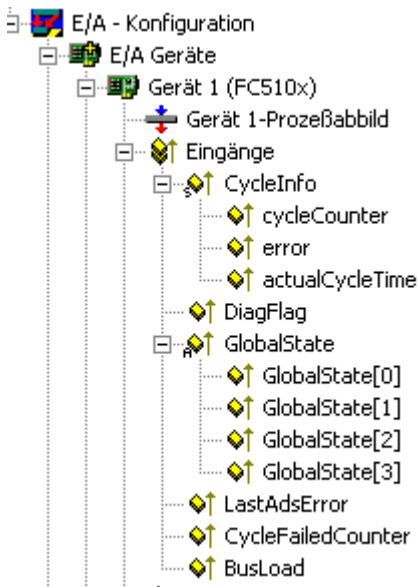 E/A - Konfiguration
E/A Geräte
Gerät 1 (FC510x)
Gerät 1-Prozeßabbild
Eingänge
CycleInfo
cycleCounter
error
actualCycleTime
DiagFlag
GlobalState
GlobalState[0]
GlobalState[1]
GlobalState[2]
GlobalState[3]
LastAdsError
CycleFailedCounter
BusLoad